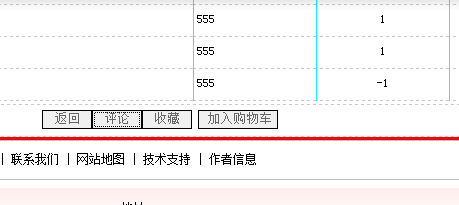 555 1
555 1
555 -1
返回 评论 收藏 加入购物车
| 联系我们 | 网站地图 | 技术支持 | 作者信息